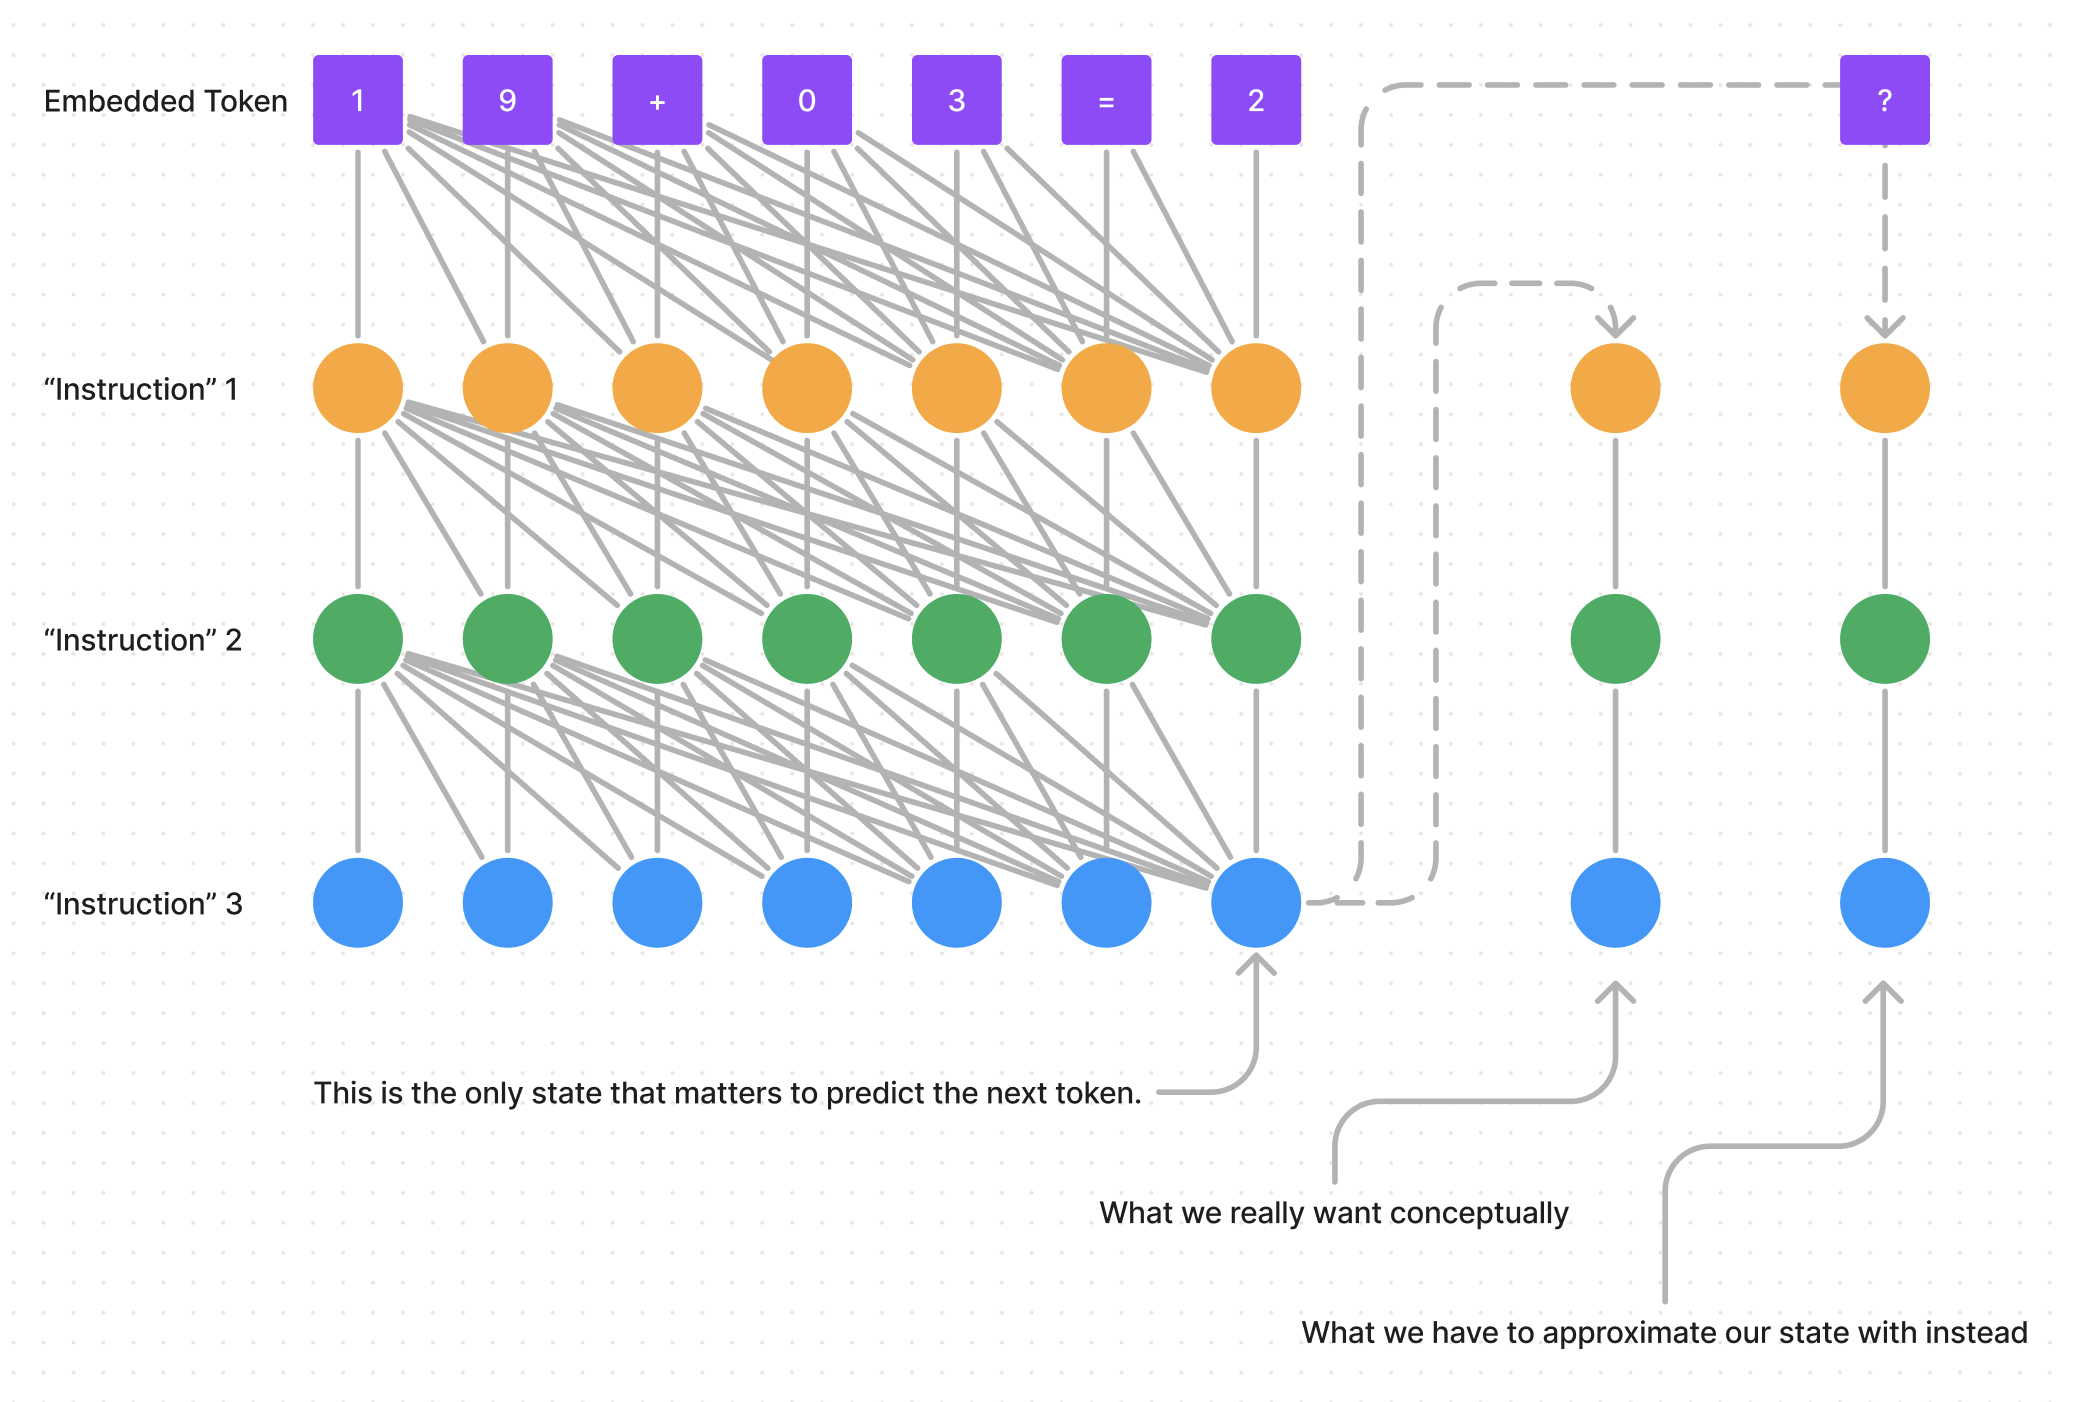 Embedded Token 1 9 + 0 3 = 2 ?
“Instruction” 1
“Instruction” 2
“Instruction” 3
This is the only state that matters to predict the next token.
What we really want conceptually
What we have to approximate our state with instead